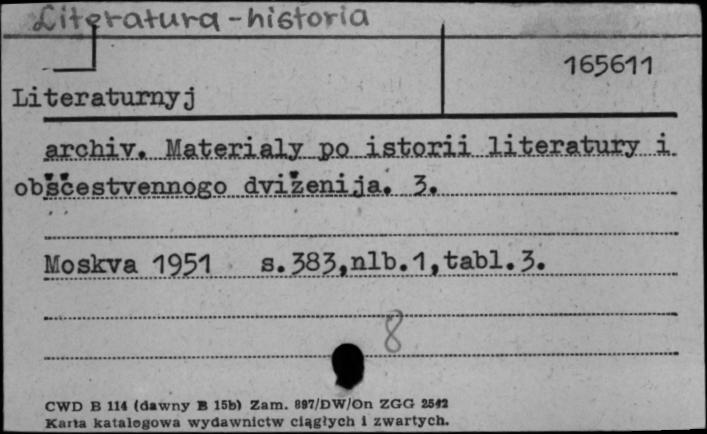 Literatura - historia
165611
Literaturnyj
archiv. Materialy po istorii literatury i
obščestvennogo dviženija. 3.
Moskva 1951 s.383,nlb.1,tabl.3.
8
CWD B 114 (dawny B 15b) Zam. 897/DW/On ZGG 2542
Karta katalogowa wydawnictw ciągłych i zwartych.